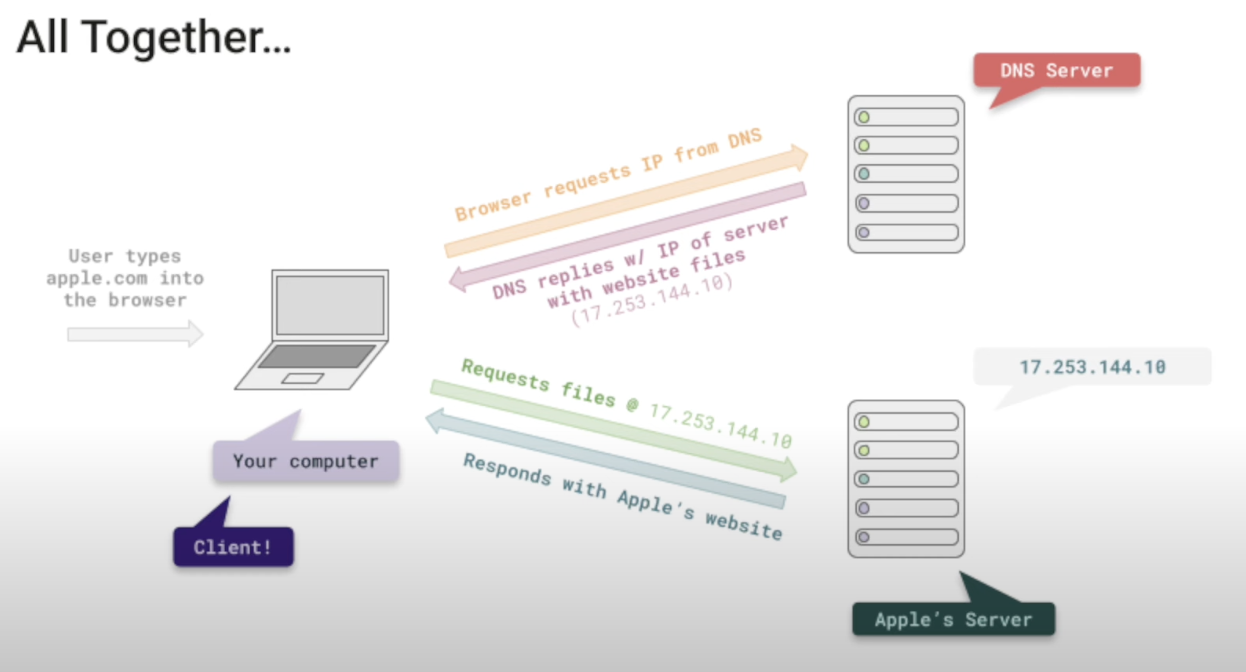 All Together...
DNS Server
Browser requests IP from DNS
DNS replies w/ IP of server
with website files
(17.253.144.10)
User types
apple.com into
the browser
Requests files @ 17.253.144.10
17.253.144.10
Responds with Apple's website
Your computer
Client!
Apple's Server